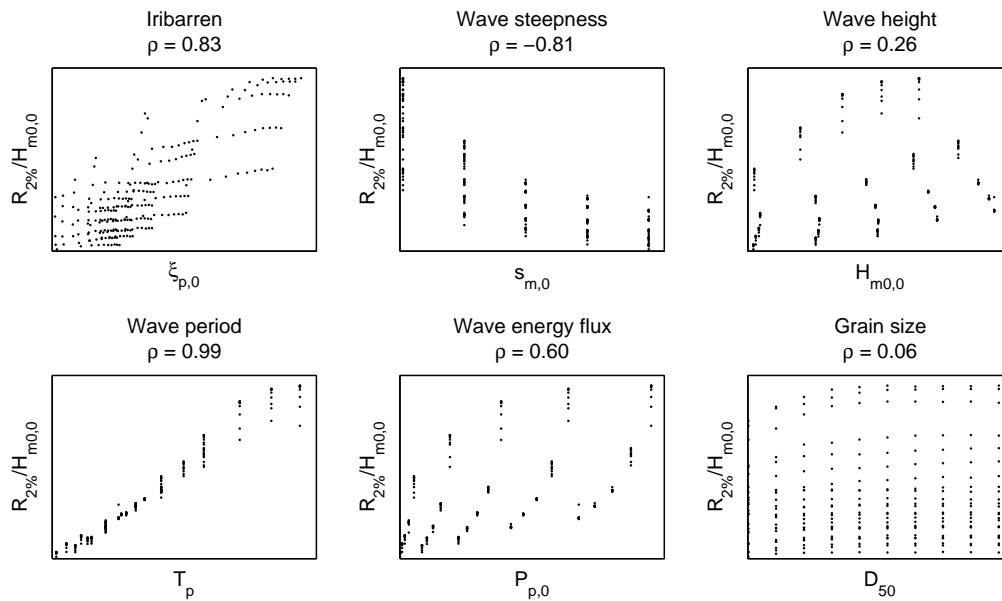 Iribarren
ρ = 0.83
R2%/Hm0,0
ξp,0
Wave steepness
ρ = −0.81
R2%/Hm0,0
sm,0
Wave height
ρ = 0.26
R2%/Hm0,0
Hm0,0
Wave period
ρ = 0.99
R2%/Hm0,0
Tp
Wave energy flux
ρ = 0.60
R2%/Hm0,0
Pp,0
Grain size
ρ = 0.06
R2%/Hm0,0
D50